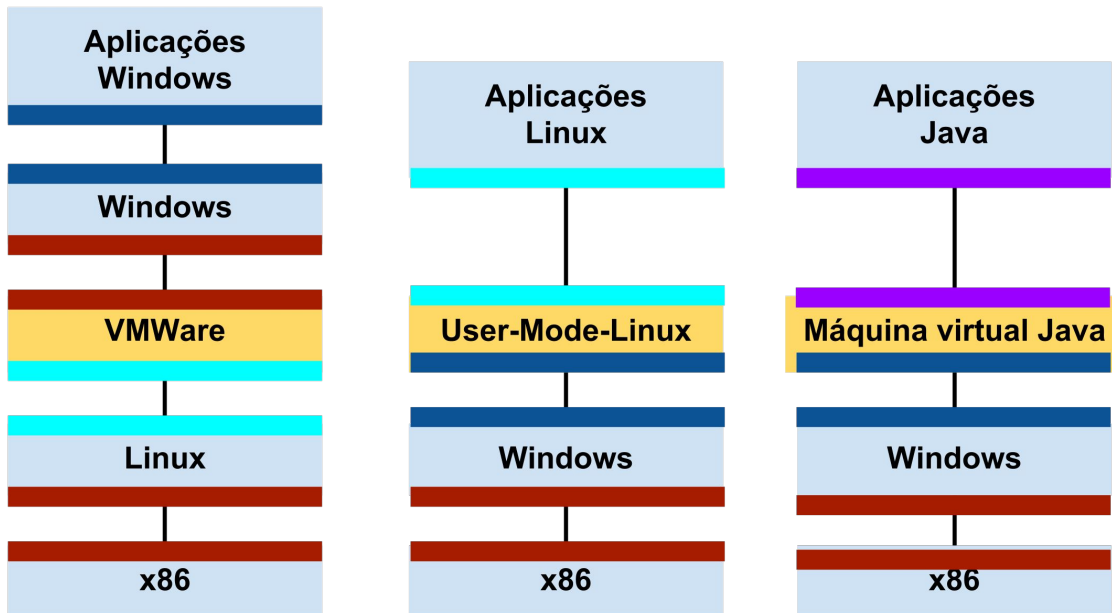 Aplicações
Windows
Windows
VMWare
Linux
x86
Aplicações
Linux
User-Mode-Linux
Windows
x86
Aplicações
Java
Máquina virtual Java
Windows
x86